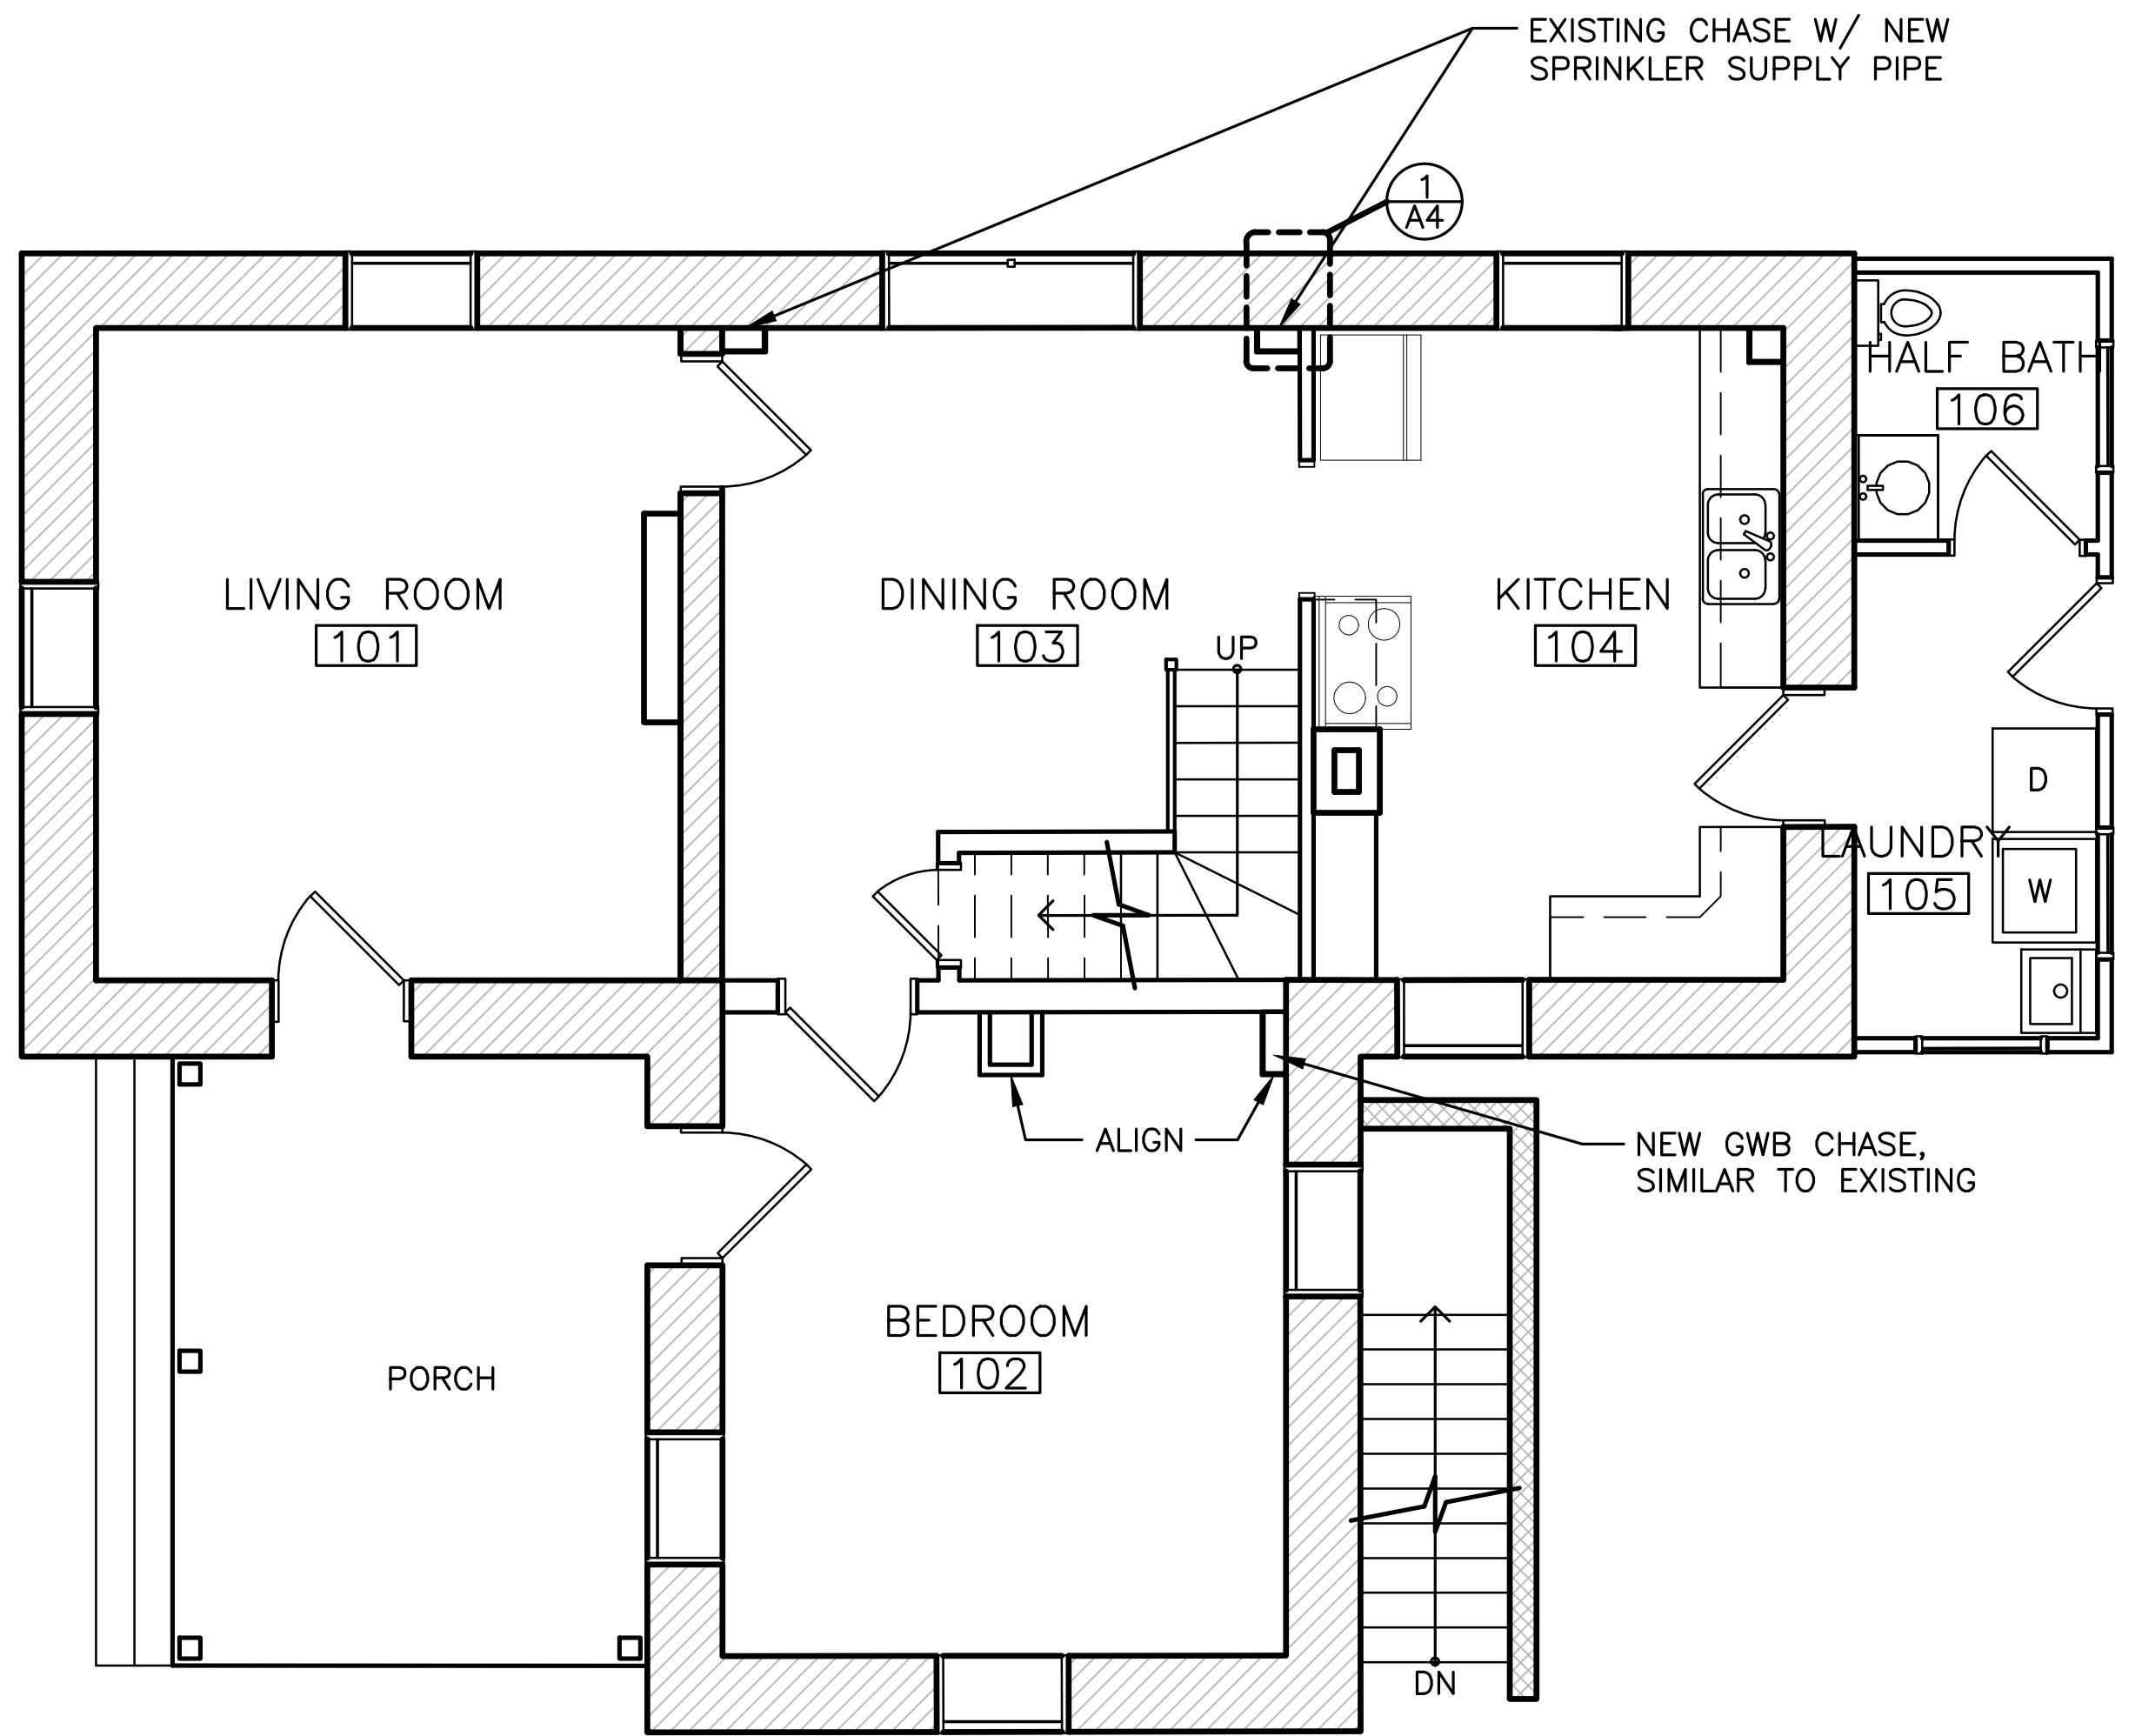 EXISTING CHASE W/ NEW
SPRINKLER SUPPLY PIPE
1
A4
HALF BATH
106
LIVING ROOM
101
DINING ROOM
103
KITCHEN
104
UP
D
LAUNDRY
105
W
ALIGN
NEW GWB CHASE,
SIMILAR TO EXISTING
BEDROOM
102
PORCH
DN